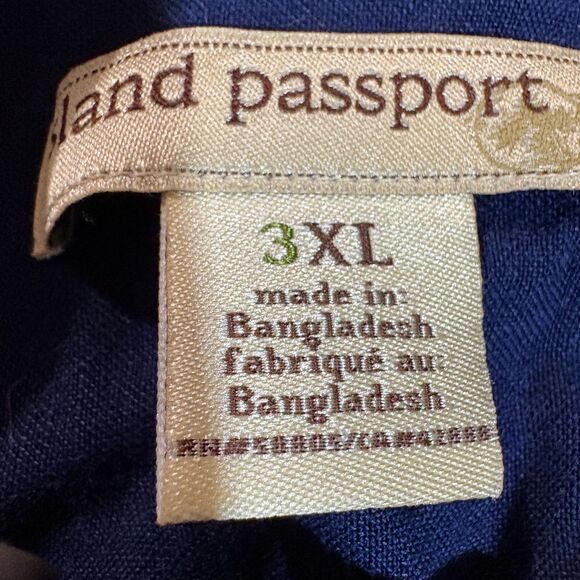 land passport
3XL
made in:
Bangladesh
fabriqué au:
Bangladesh